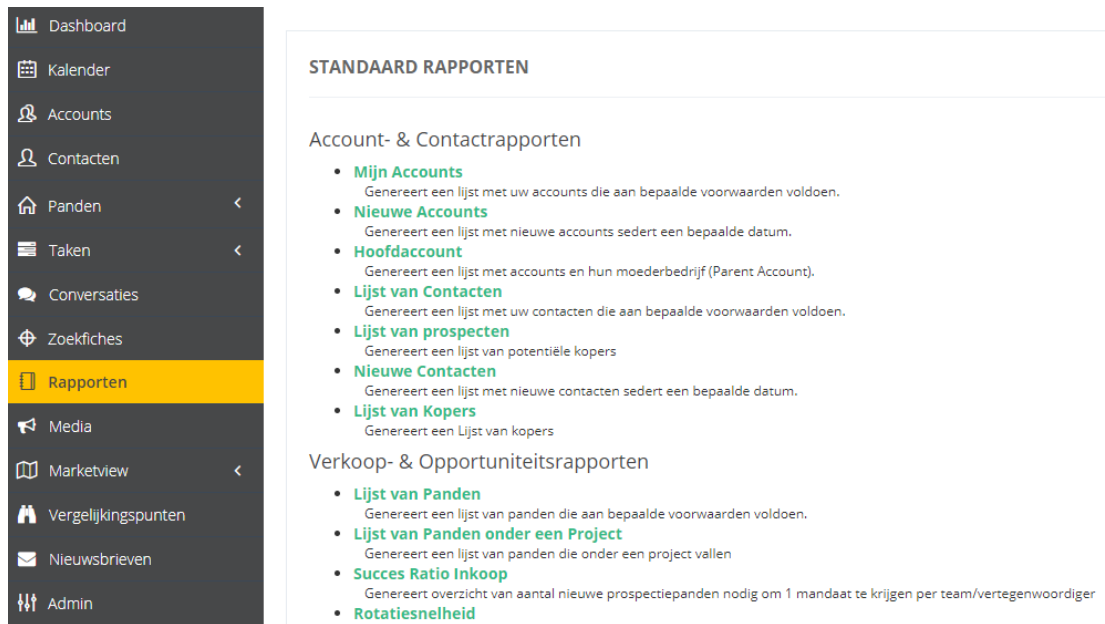 Dashboard
Kalender
Accounts
Contacten
Panden
Taken
Conversaties
Zoekfiches
Rapporten
Media
Marketview
Vergelijkingspunten
Nieuwsbrieven
Admin
STANDAARD RAPPORTEN
Account- & Contactrapporten
• Mijn Accounts
Genereert een lijst met uw accounts die aan bepaalde voorwaarden voldoen.
• Nieuwe Accounts
Genereert een lijst met nieuwe accounts sedert een bepaalde datum.
• Hoofdaccount
Genereert een lijst met accounts en hun moederbedrijf (Parent Account).
• Lijst van Contacten
Genereert een lijst met uw contacten die aan bepaalde voorwaarden voldoen.
• Lijst van prospecten
Genereert een lijst van potentiële kopers
• Nieuwe Contacten
Genereert een lijst met nieuwe contacten sedert een bepaalde datum.
• Lijst van Kopers
Genereert een Lijst van kopers
Verkoop- & Opportuniteitsrapporten
• Lijst van Panden
Genereert een lijst van panden die aan bepaalde voorwaarden voldoen.
• Lijst van Panden onder een Project
Genereert een lijst van panden die onder een project vallen
• Succes Ratio Inkoop
Genereert overzicht van aantal nieuwe prospectiepanden nodig om 1 mandaat te krijgen per team/vertegenwoordiger
• Rotatiesnelheid